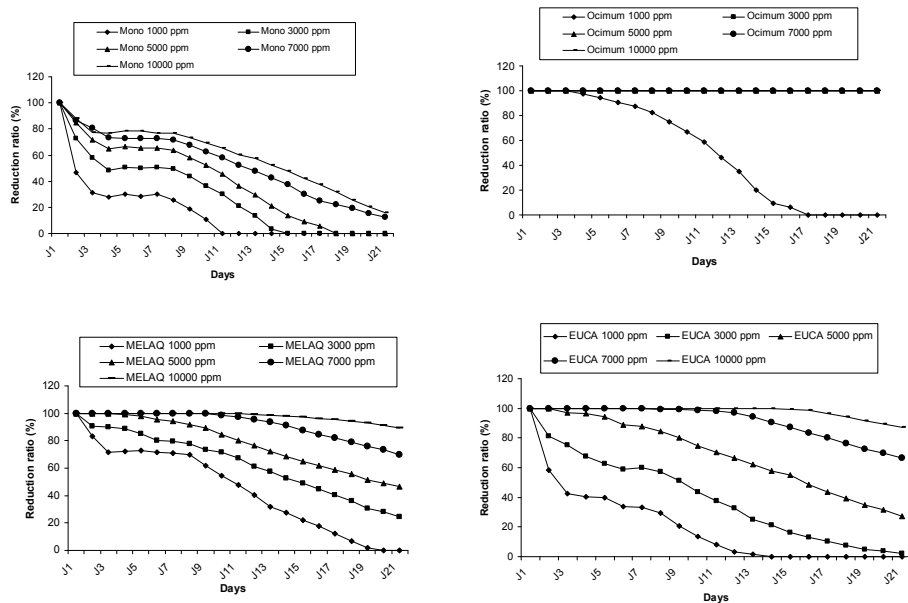 Mono 1000 ppm Mono 3000 ppm
Mono 5000 ppm Mono 7000 ppm
Mono 10000 ppm
Reduction ratio (%)
120
100
80
60
40
20
0
J1 J3 J5 J7 J9 J11 J13 J15 J17 J19 J21
Days
Ocimum 1000 ppm Ocimum 3000 ppm
Ocimum 5000 ppm Ocimum 7000 ppm
Ocimum 10000 ppm
Reduction ratio (%)
120
100
80
60
40
20
0
J1 J3 J5 J7 J9 J11 J13 J15 J17 J19 J21
Days
MELAQ 1000 ppm MELAQ 3000 ppm
MELAQ 5000 ppm MELAQ 7000 ppm
MELAQ 10000 ppm
Reduction ratio (%)
120
100
80
60
40
20
0
J1 J3 J5 J7 J9 J11 J13 J15 J17 J19 J21
Days
EUCA 1000 ppm EUCA 3000 ppm EUCA 5000 ppm
EUCA 7000 ppm EUCA 10000 ppm
Reduction ratio (%)
120
100
80
60
40
20
0
J1 J3 J5 J7 J9 J11 J13 J15 J17 J19 J21
Days